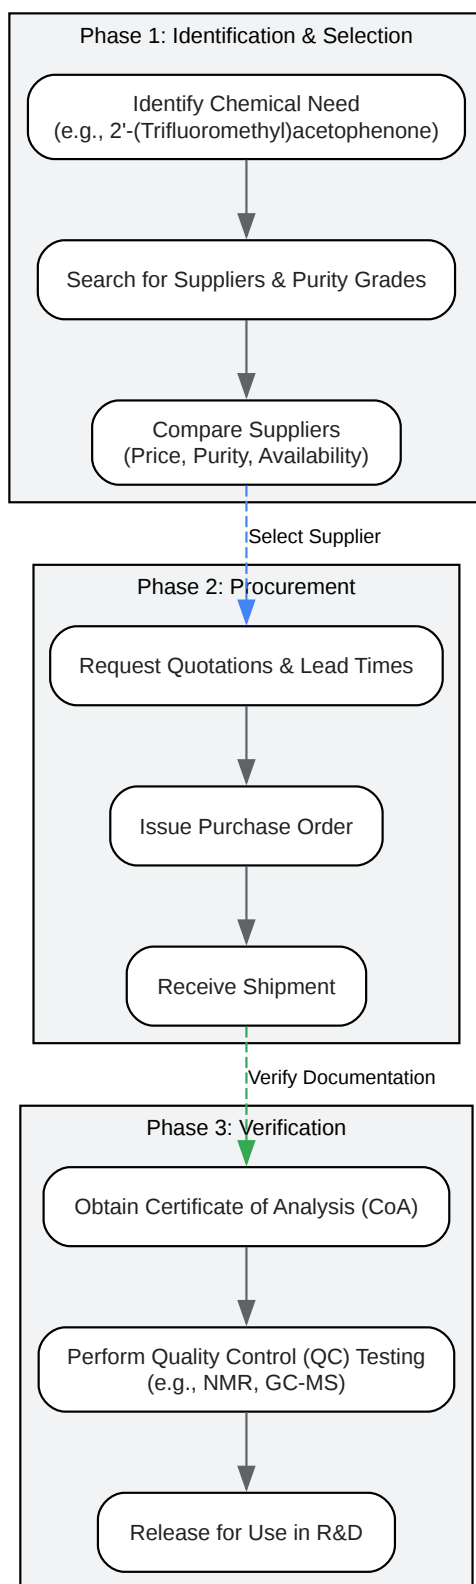 Phase 1: Identification & Selection
Identify Chemical Need
(e.g., 2'-(Trifluoromethyl)acetophenone)
Search for Suppliers & Purity Grades
Compare Suppliers
(Price, Purity, Availability)
Select Supplier
Phase 2: Procurement
Request Quotations & Lead Times
Issue Purchase Order
Receive Shipment
Verify Documentation
Phase 3: Verification
Obtain Certificate of Analysis (CoA)
Perform Quality Control (QC) Testing
(e.g., NMR, GC-MS)
Release for Use in R&D